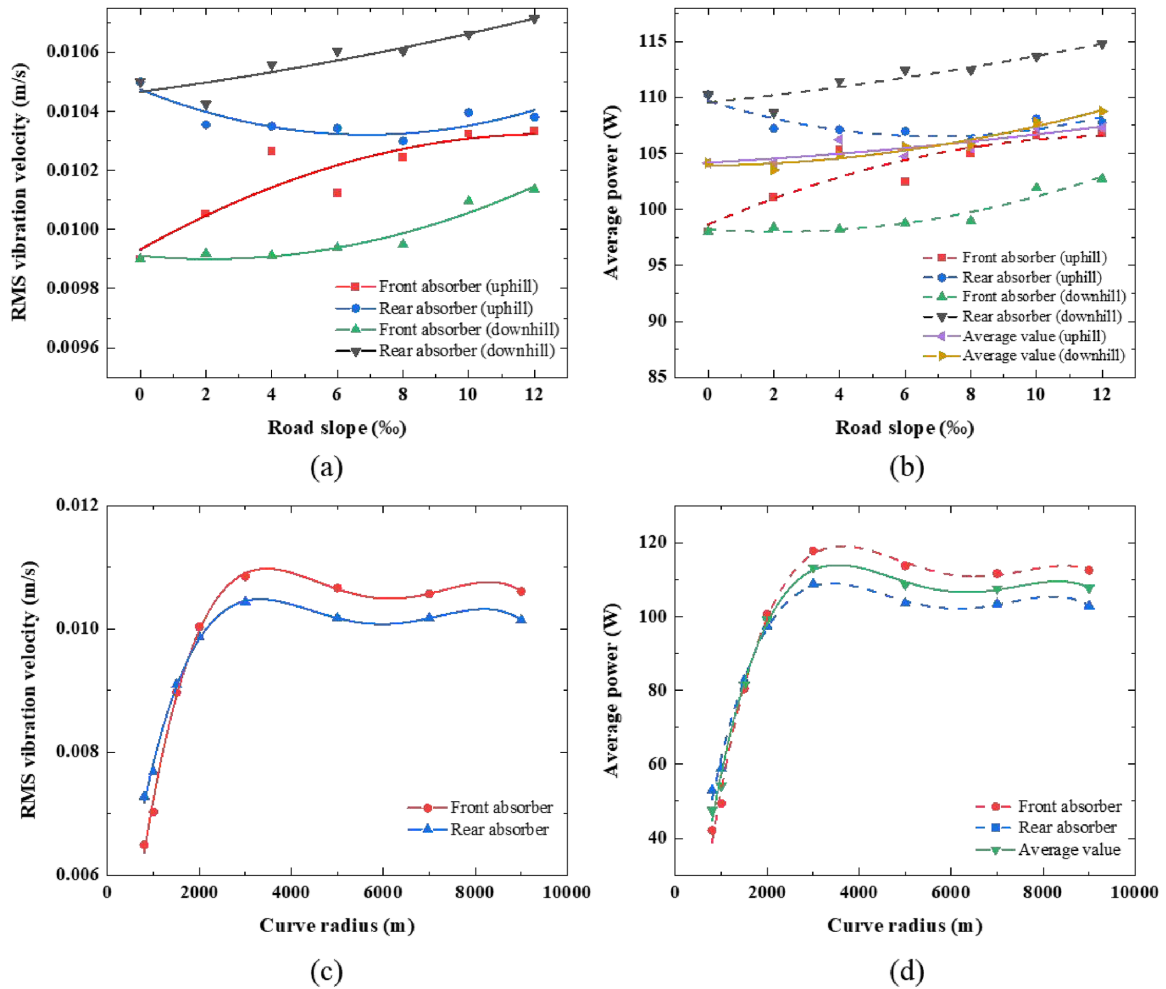 0.0106
0.0104
0.0102
0.0100
0.0098
0.0096
RMS vibration velocity (m/s)
Front absorber (uphill)
Rear absorber (uphill)
Front absorber (downhill)
Rear absorber (downhill)
0 2 4 6 8 10 12
Road slope (‰)
(a)
115
110
105
100
95
90
85
Average power (W)
Front absorber (uphill)
Rear absorber (uphill)
Front absorber (downhill)
Rear absorber (downhill)
Average value (uphill)
Average value (downhill)
0 2 4 6 8 10 12
Road slope (‰)
(b)
0.012
0.010
0.008
0.006
RMS vibration velocity (m/s)
Front absorber
Rear absorber
0 2000 4000 6000 8000 10000
Curve radius (m)
(c)
120
100
80
60
40
Average power (W)
Front absorber
Rear absorber
Average value
0 2000 4000 6000 8000 10000
Curve radius (m)
(d)